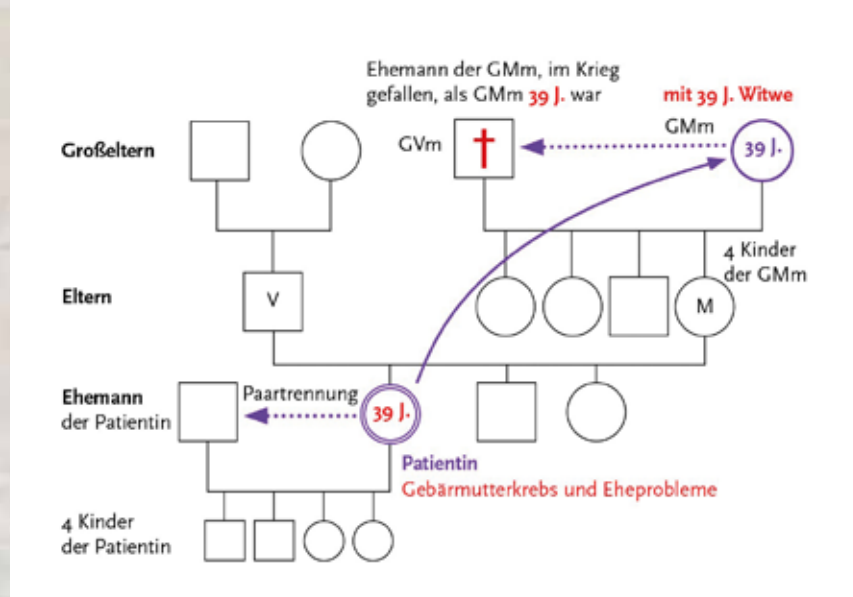 Ehemann der GMm, im Krieg
gefallen, als GMm 39 J. war
mit 39 J. Witwe
Großeltern
GVm
GMm
39 J.
4 Kinder
der GMm
Eltern
V
M
Ehemann
der Patientin
Paartrennung
39 J.
Patientin
Gebärmutterkrebs und Eheprobleme
4 Kinder
der Patientin